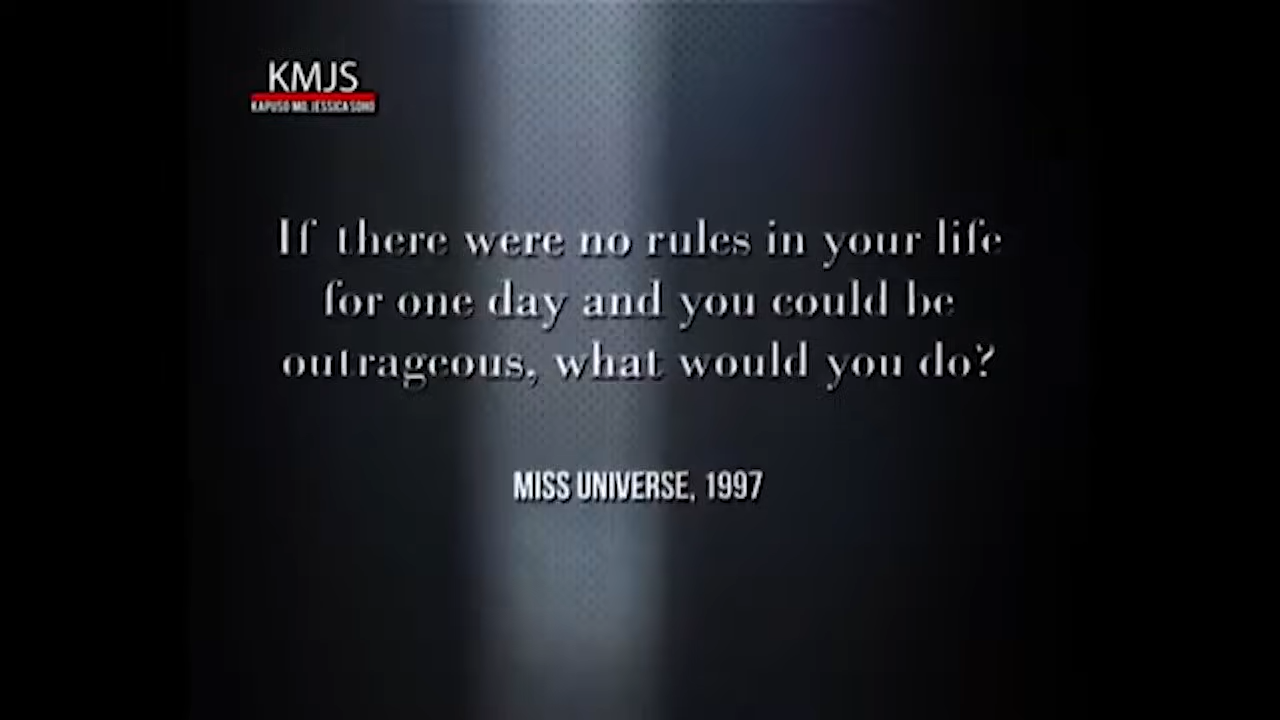 KMJS
KAPUSO MO, JESSICA SOHO
If there were no rules in your life
for one day and you could be
outrageous, what would you do?
MISS UNIVERSE, 1997